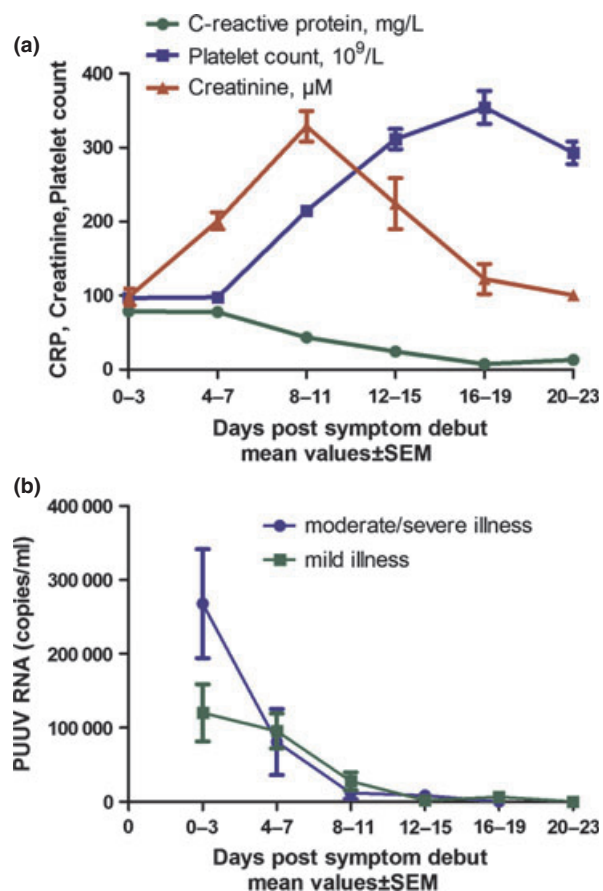 C-reactive protein, mg/L
(a)
Platelet count, 10⁹/L
Creatinine, µM
CRP, Creatinine,Platelet count
400
300
200
100
0
0–3
4–7
8–11
12–15
16–19
20–23
Days post symptom debut
mean values±SEM
(b)
PUUV RNA (copies/ml)
400 000
300 000
200 000
100 000
0
moderate/severe illness
mild illness
0
0–3
4–7
8–11
12–15
16–19
20–23
Days post symptom debut
mean values±SEM